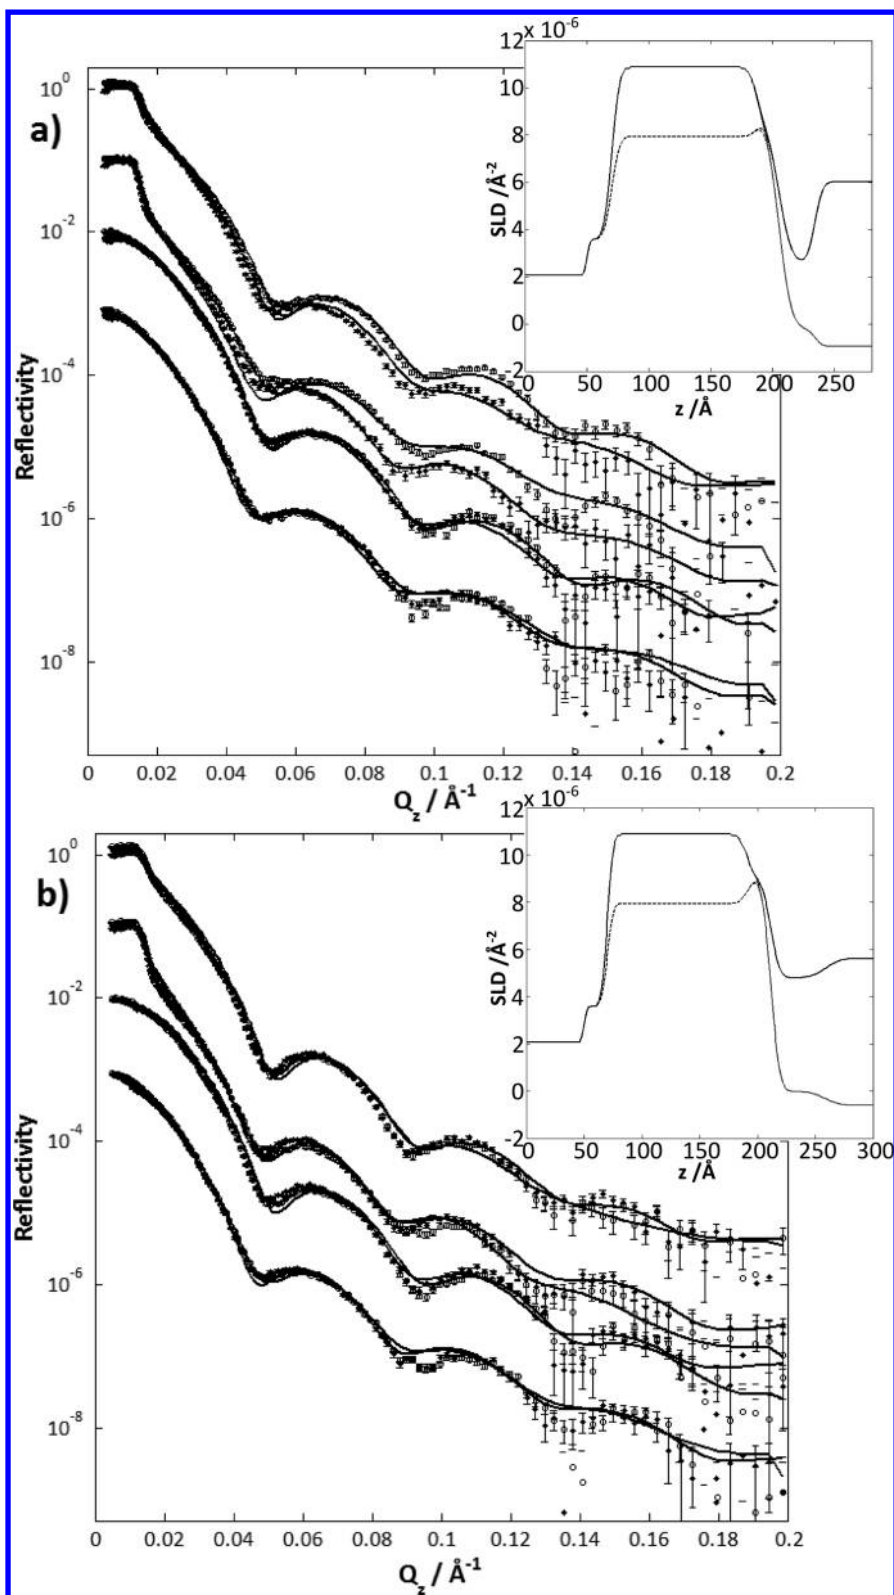 a)
Reflectivity
10⁰
10⁻²
10⁻⁴
10⁻⁶
10⁻⁸
0 0.02 0.04 0.06 0.08 0.1 0.12 0.14 0.16 0.18 0.2
Q_z / Å⁻¹
x 10⁻⁶
SLD /Å⁻²
12
10
8
6
4
2
0
-2
0 50 100 150 200 250
z /Å
b)
Reflectivity
10⁰
10⁻²
10⁻⁴
10⁻⁶
10⁻⁸
0 0.02 0.04 0.06 0.08 0.1 0.12 0.14 0.16 0.18 0.2
Q_z / Å⁻¹
x 10⁻⁶
SLD /Å⁻²
12
10
8
6
4
2
0
-2
0 50 100 150 200 250 300
z /Å